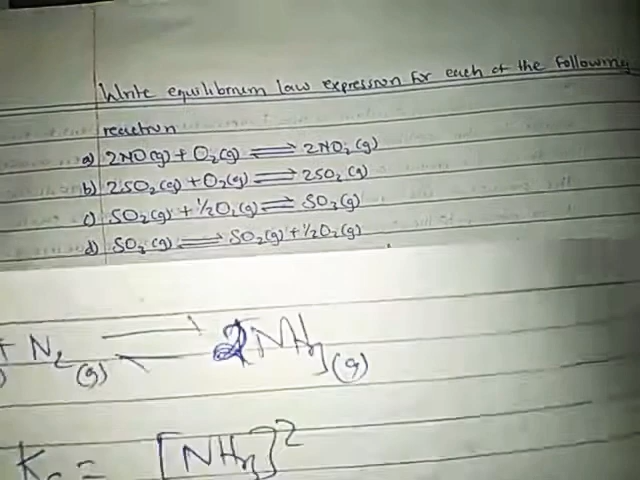 Write equilibrium law expression for each of the following
reaction
a) 2NO(g) + O₂(g) ⇌ 2NO₂(g)
b) 2SO₂(g) + O₂(g) ⇌ 2SO₃(g)
c) SO₂(g) + 1/2O₂(g) ⇌ SO₃(g)
d) SO₃(g) ⇌ SO₂(g) + 1/2O₂(g)
+ N₂(g) ⇌ 2NH₃(g)
Kc = [NH₃]²